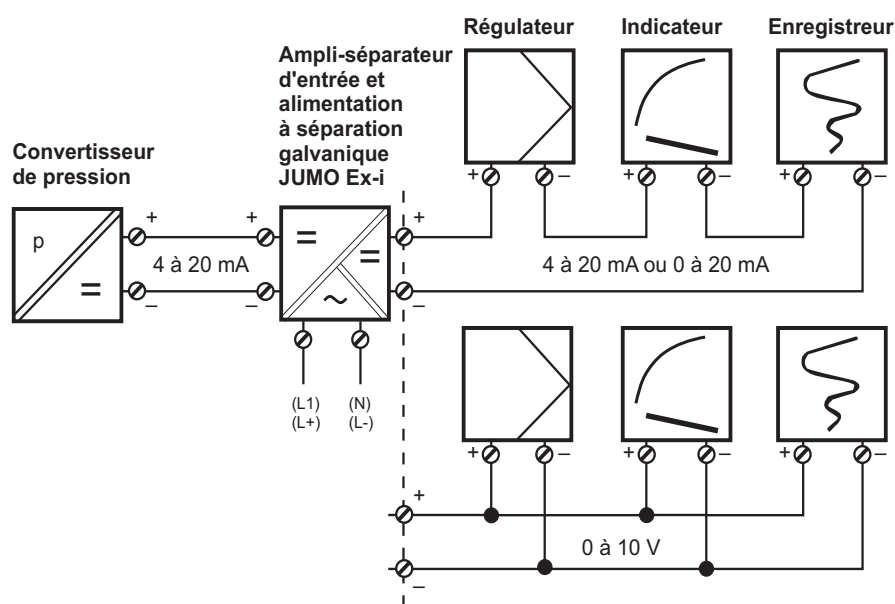 Régulateur
Indicateur
Enregistreur
Ampli-séparateur
d'entrée et
alimentation
à séparation
galvanique
JUMO Ex-i
Convertisseur
de pression
+ – + – + –
p
+ + +
4 à 20 mA
4 à 20 mA ou 0 à 20 mA
– – –
(L1) (N)
(L+) (L-)
+ – + – + –
+
0 à 10 V
–